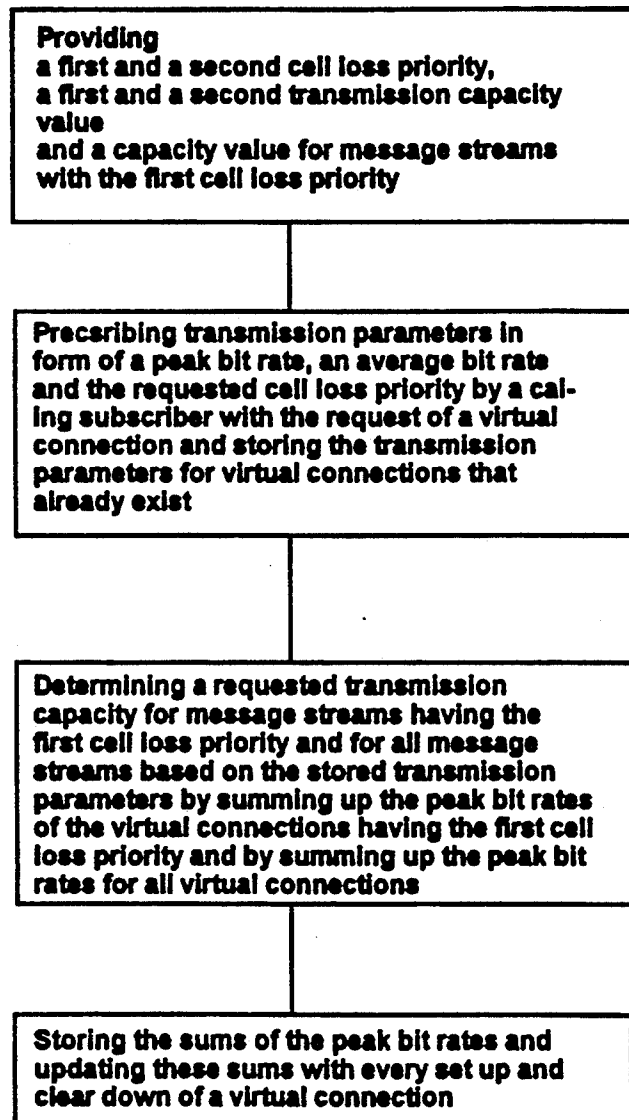 Providing
a first and a second cell loss priority,
a first and a second transmission capacity
value
and a capacity value for message streams
with the first cell loss priority
Precsribing transmission parameters in
form of a peak bit rate, an average bit rate
and the requested cell loss priority by a cal-
ing subscriber with the request of a virtual
connection and storing the transmission
parameters for virtual connections that
already exist
Determining a requested transmission
capacity for message streams having the
first cell loss priority and for all message
streams based on the stored transmission
parameters by summing up the peak bit rates
of the virtual connections having the first cell
loss priority and by summing up the peak bit
rates for all virtual connections
Storing the sums of the peak bit rates and
updating these sums with every set up and
clear down of a virtual connection